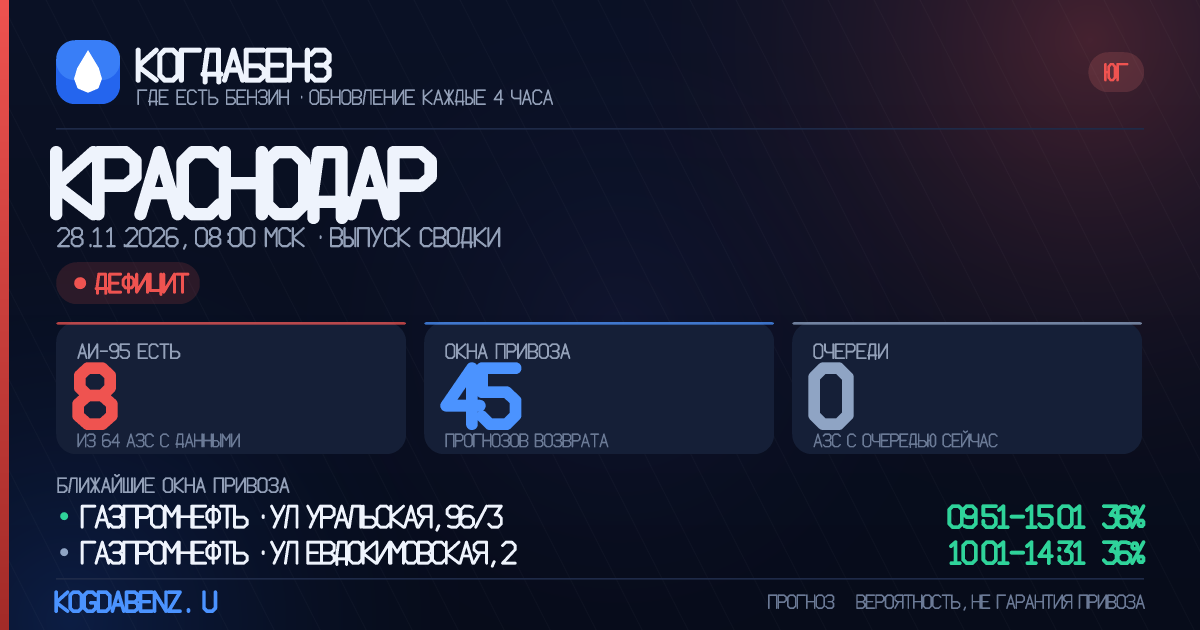 КОГДАБЕНЗ
ГДЕ ЕСТЬ БЕНЗИН · ОБНОВЛЕНИЕ КАЖДЫЕ 4 ЧАСА
ЮГ
КРАСНОДАР
28.11.2026, 08:00 МСК · ВЫПУСК СВОДКИ
• ДЕФИЦИТ
АИ-95 ЕСТЬ
8
ИЗ 64 АЗС С ДАННЫМИ
ОКНА ПРИВОЗА
45
ПРОГНОЗОВ ВОЗВРАТА
ОЧЕРЕДИ
0
АЗС С ОЧЕРЕДЬЮ СЕЙЧАС
БЛИЖАЙШИЕ ОКНА ПРИВОЗА
• ГАЗПРОМНЕФТЬ · УЛ УРАЛЬСКАЯ, 96/3 09 51-15 01 36%
• ГАЗПРОМНЕФТЬ · УЛ ЕВДОКИМОВСКАЯ, 2 10 01-14:31 36%
KOGDABENZ. U
ПРОГНОЗ ВЕРОЯТНОСТЬ, НЕ ГАРАНТИЯ ПРИВОЗА